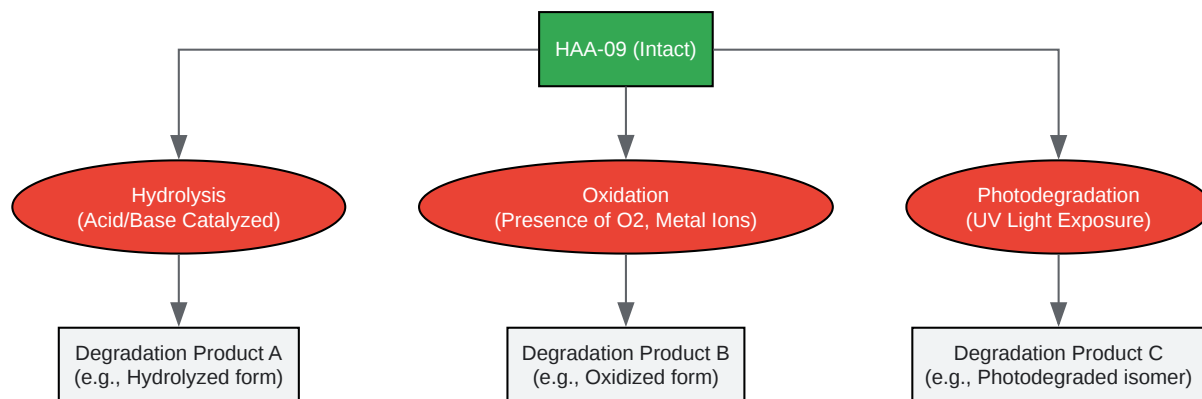 HAA-09 (Intact)
Hydrolysis
(Acid/Base Catalyzed)
Oxidation
(Presence of O2, Metal Ions)
Photodegradation
(UV Light Exposure)
Degradation Product A
(e.g., Hydrolyzed form)
Degradation Product B
(e.g., Oxidized form)
Degradation Product C
(e.g., Photodegraded isomer)